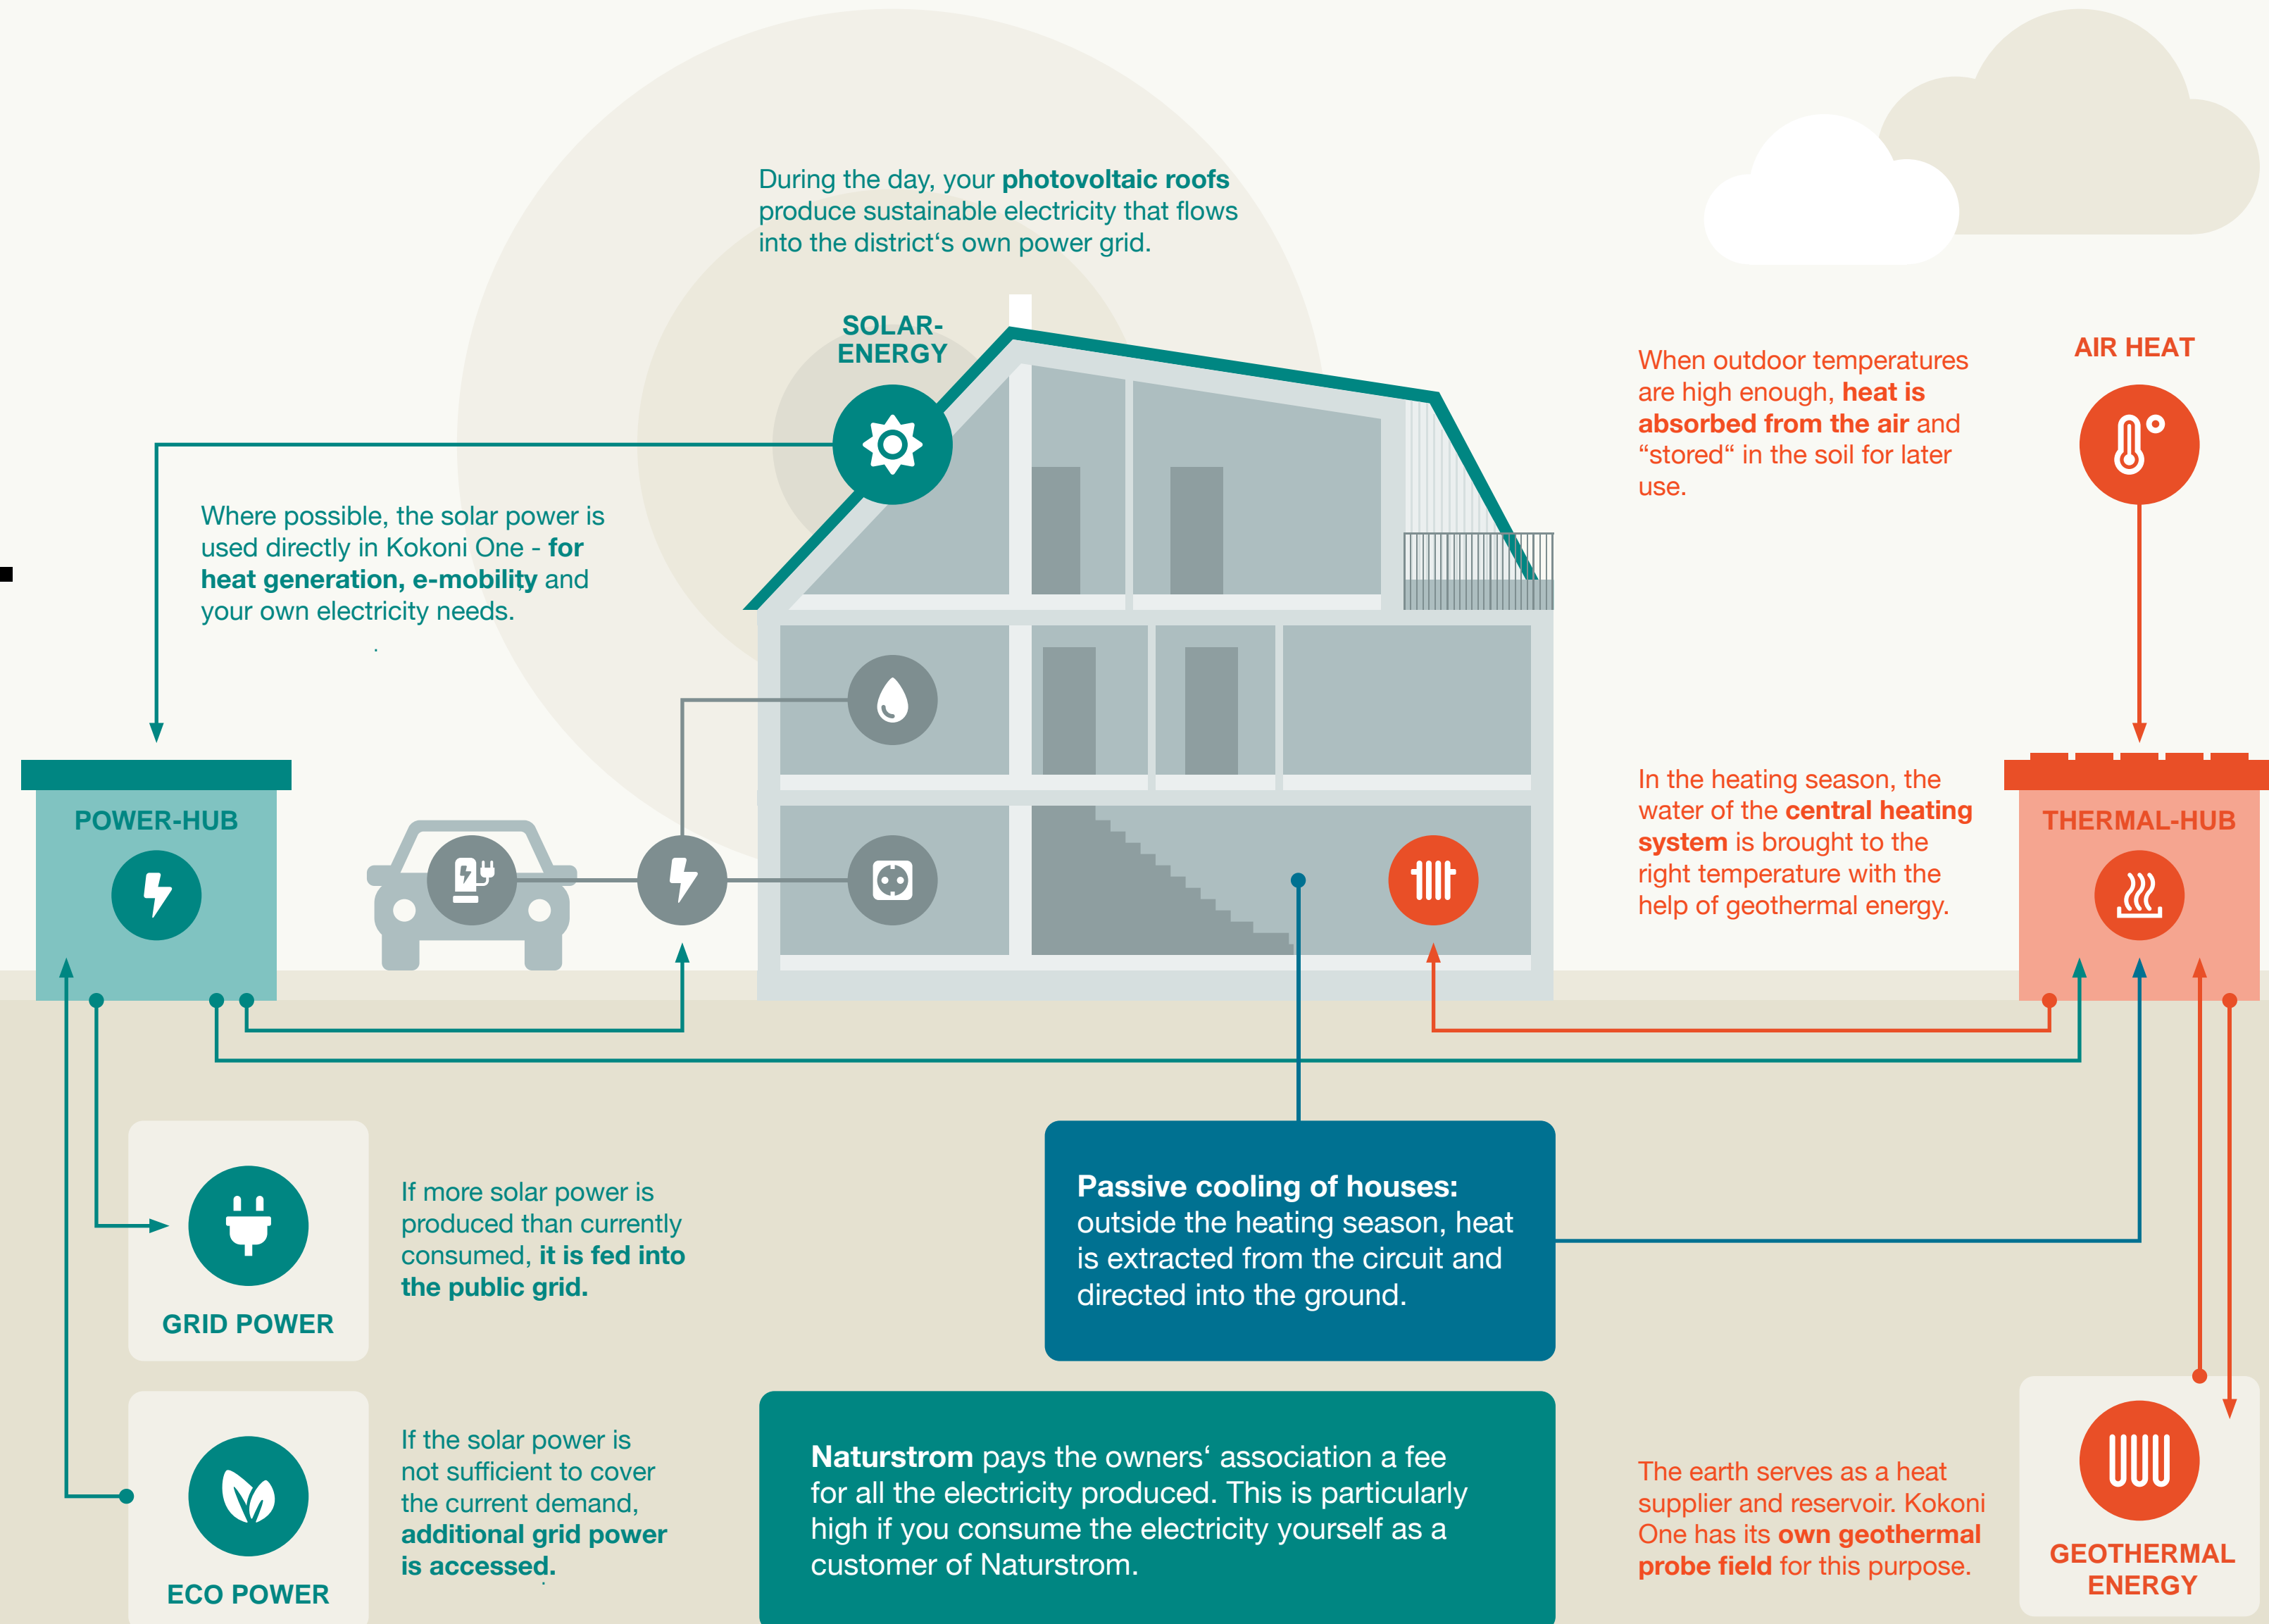 During the day, your photovoltaic roofs
produce sustainable electricity that flows
into the district‘s own power grid.
SOLAR-
ENERGY
When outdoor temperatures
are high enough, heat is
absorbed from the air and
“stored“ in the soil for later
use.
AIR HEAT
Where possible, the solar power is
used directly in Kokoni One - for
heat generation, e-mobility and
your own electricity needs.
POWER-HUB
In the heating season, the
water of the central heating
system is brought to the
right temperature with the
help of geothermal energy.
THERMAL-HUB
If more solar power is
produced than currently
consumed, it is fed into
the public grid.
GRID POWER
Passive cooling of houses:
outside the heating season, heat
is extracted from the circuit and
directed into the ground.
If the solar power is
not sufficient to cover
the current demand,
additional grid power
is accessed.
ECO POWER
Naturstrom pays the owners‘ association a fee
for all the electricity produced. This is particularly
high if you consume the electricity yourself as a
customer of Naturstrom.
The earth serves as a heat
supplier and reservoir. Kokoni
One has its own geothermal
probe field for this purpose.
GEOTHERMAL
ENERGY